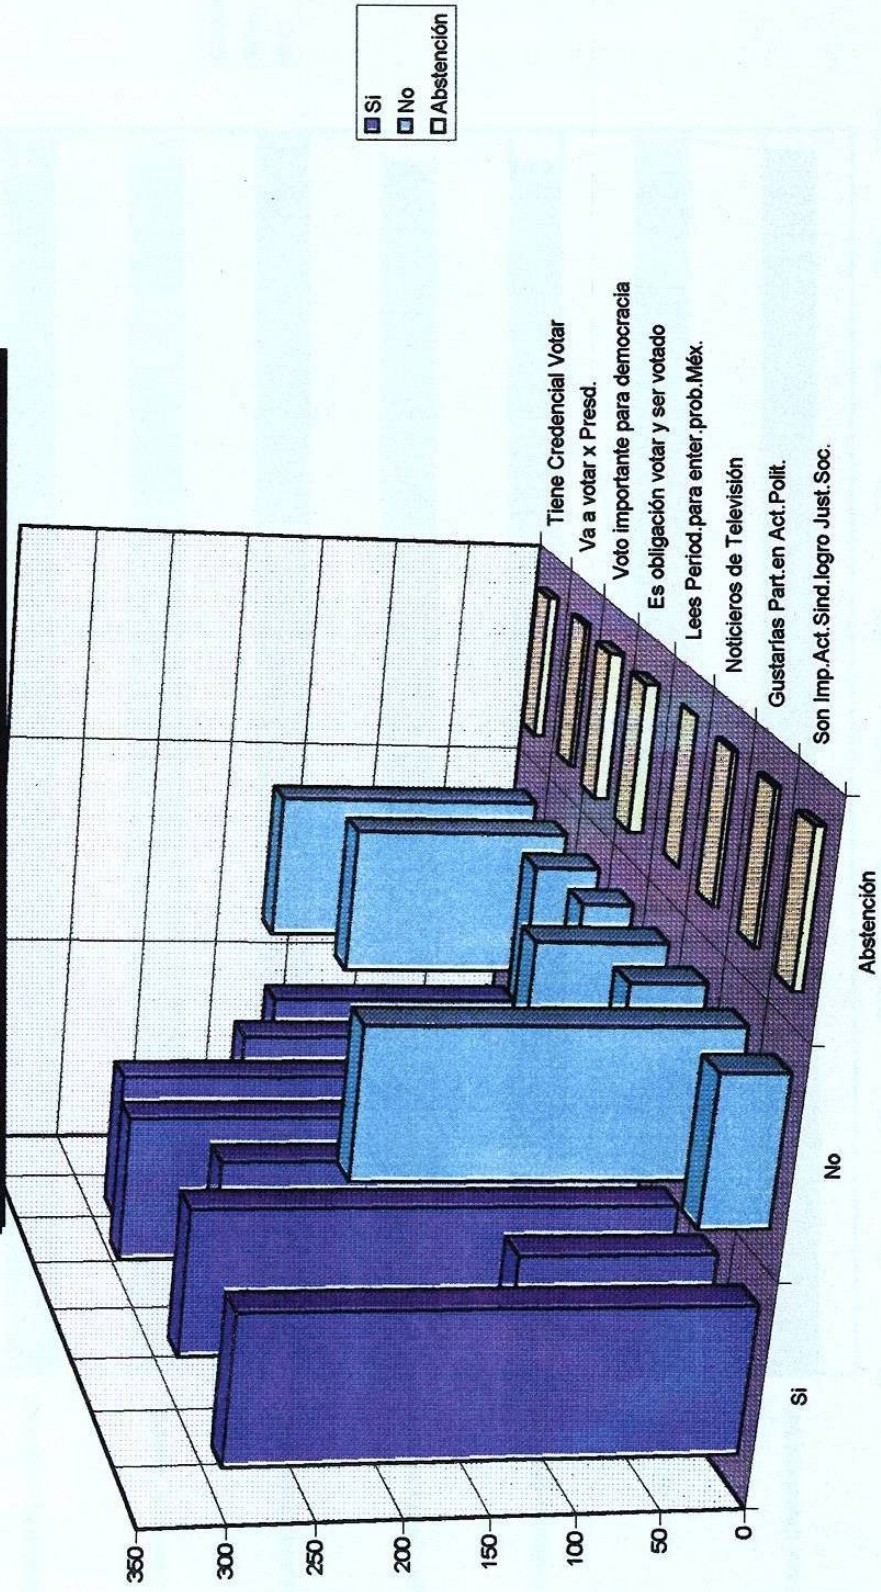 Si
No
Abstención
Tiene Credencial Votar
Va a votar x Presd.
Voto importante para democracia
Es obligación votar y ser votado
Lees Period.para enter.prob.Méx.
Noticieros de Televisión
Gustarías Part.en Act.Polit.
Son Imp.Act.Sind.logro Just.Soc.
350
300
250
200
150
100
50
0
Si
No
Abstención